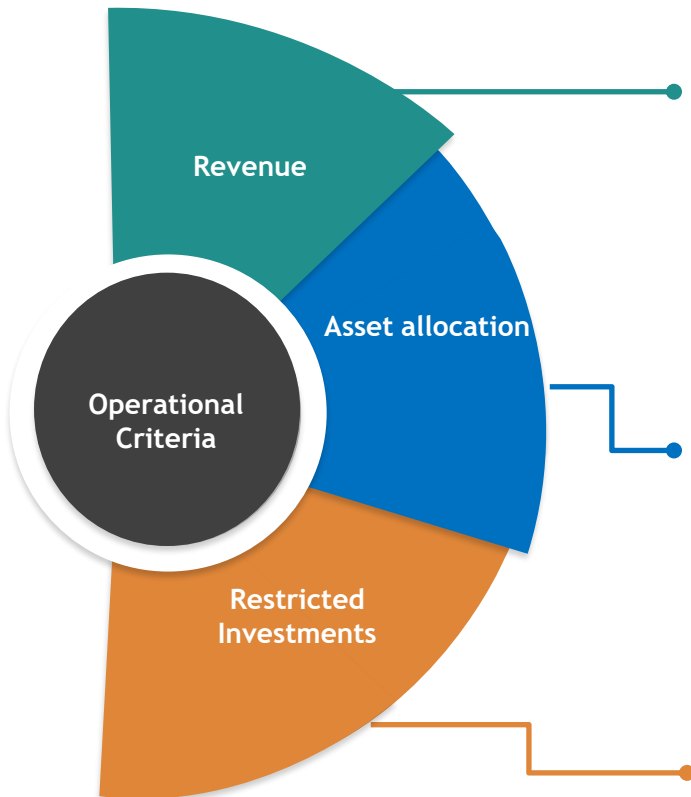 Revenue
Asset allocation
Operational
Criteria
Restricted
Investments